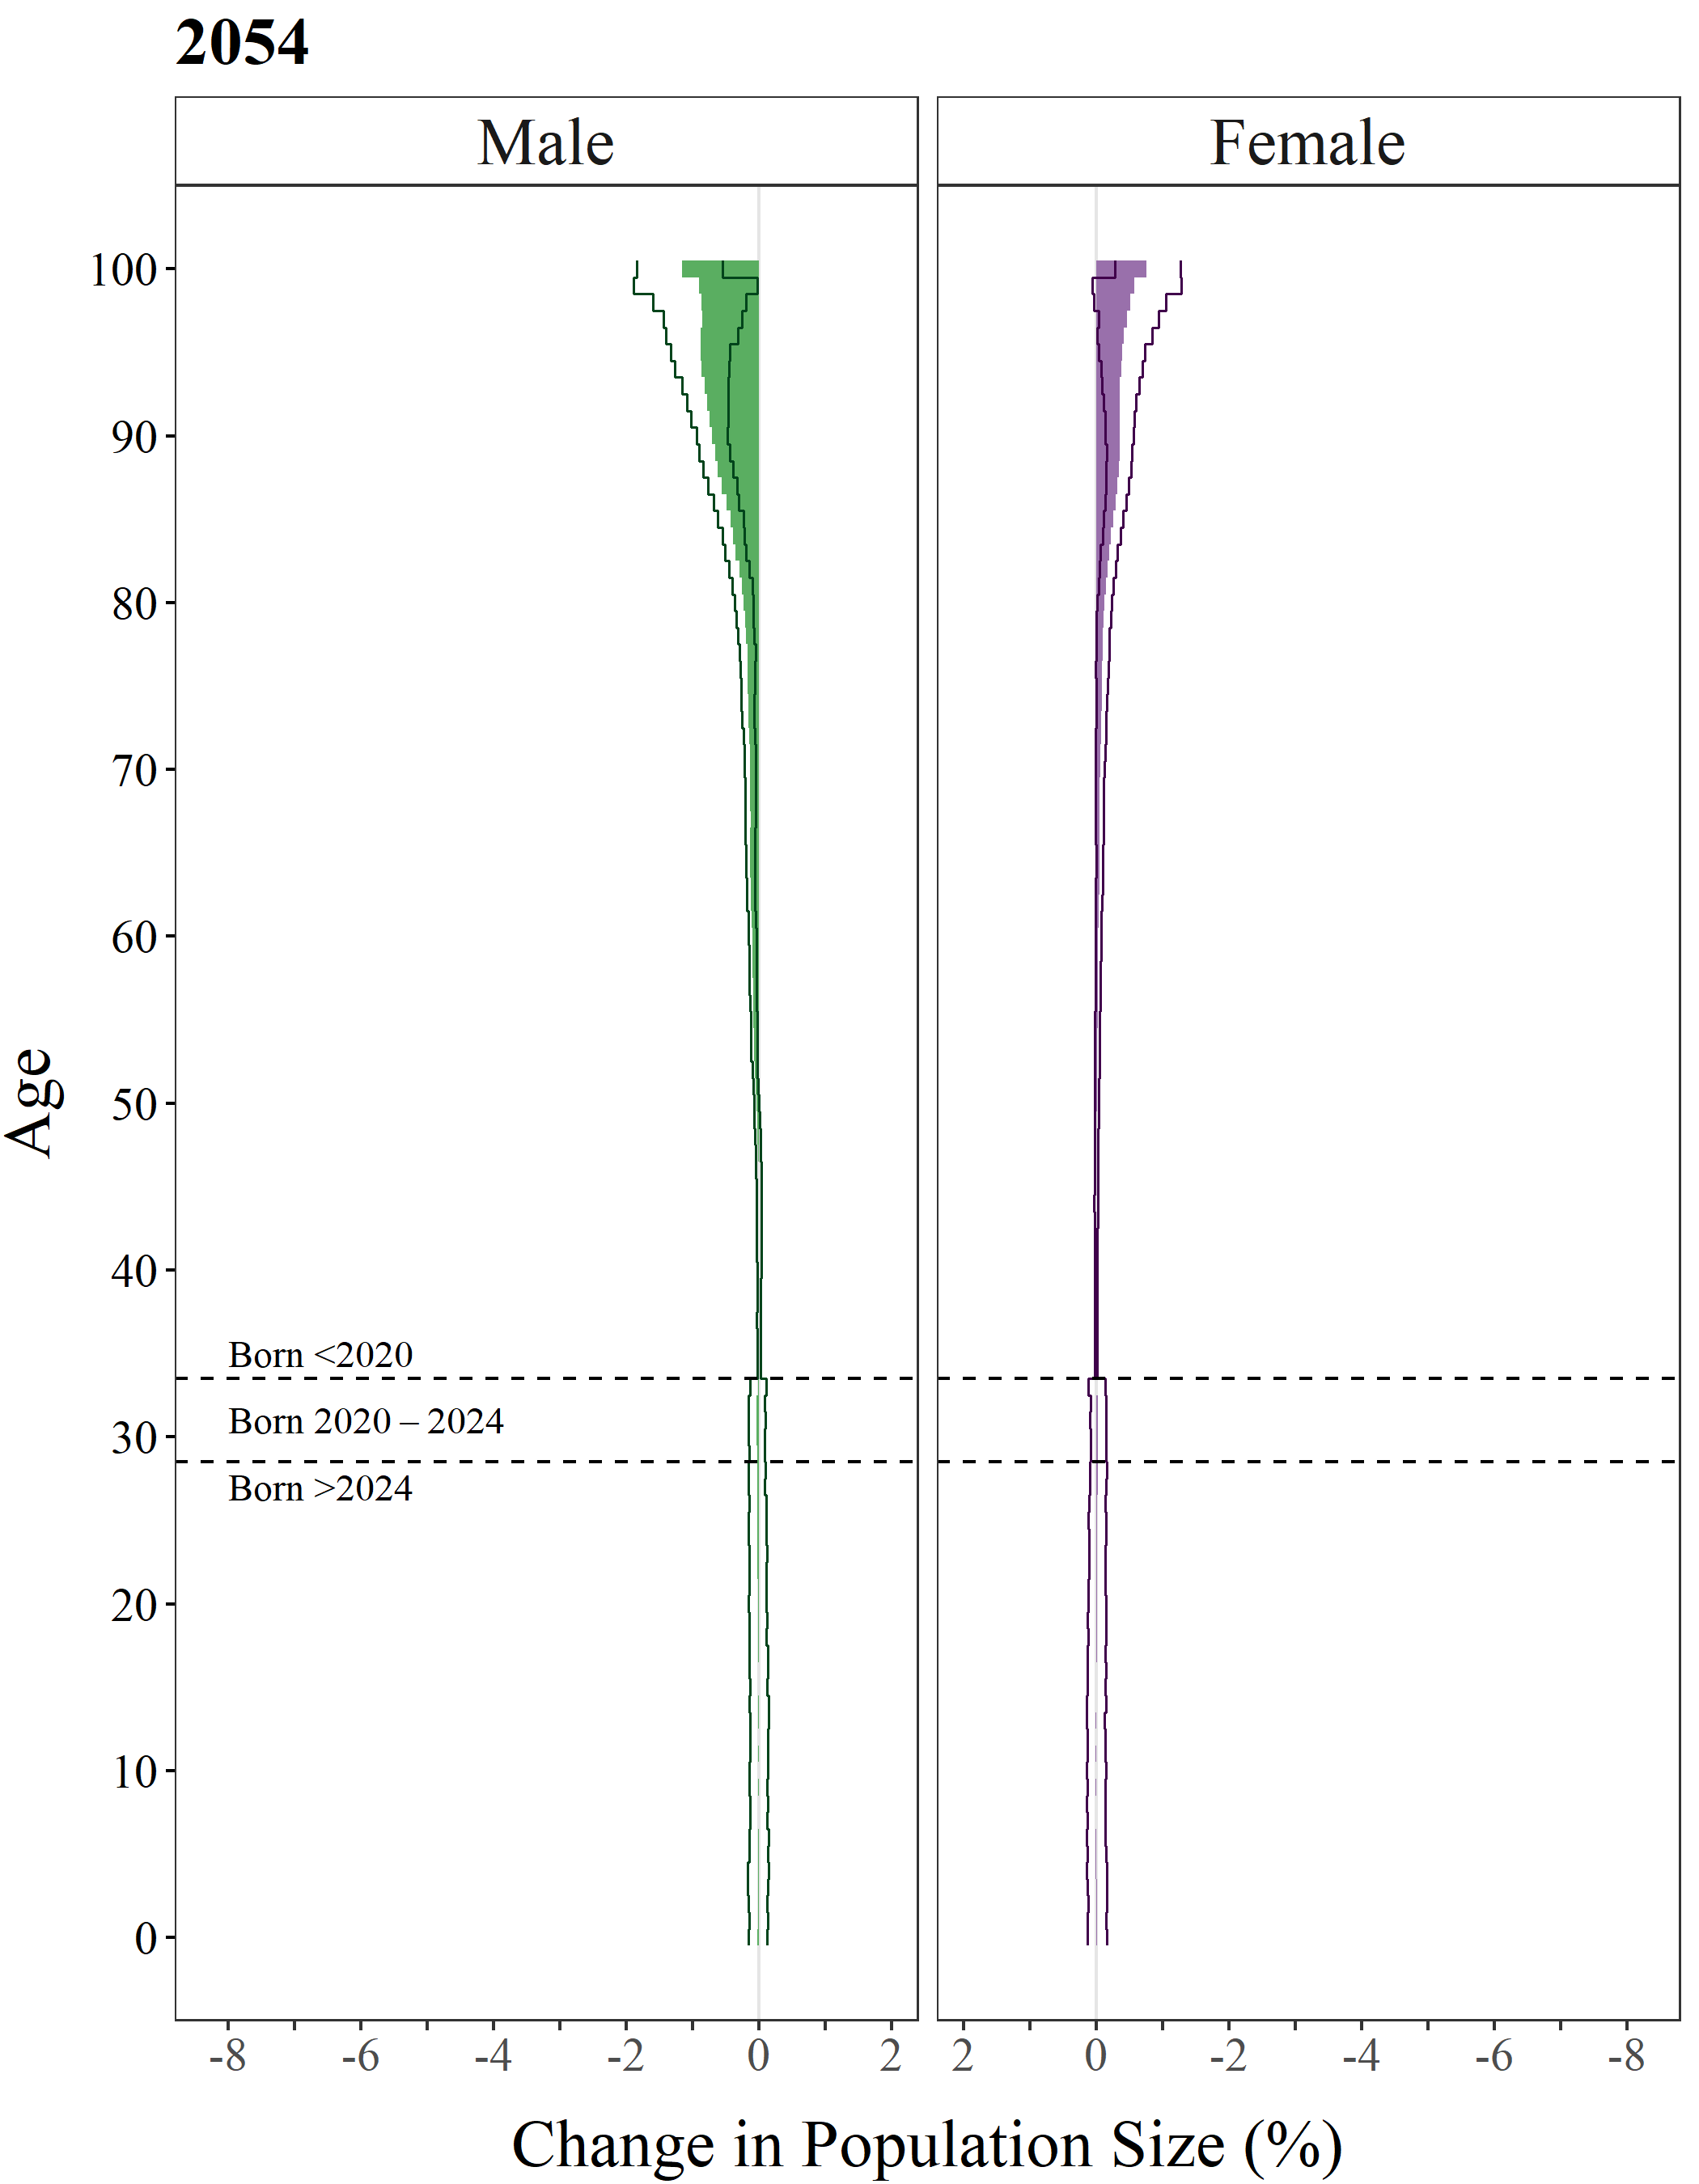 2054
Male
Female
100
90
80
70
60
50
40
30
20
10
0
Age
Born <2020
Born 2020 – 2024
Born >2024
-8 -6 -4 -2 0 2
2 0 -2 -4 -6 -8
Change in Population Size (%)